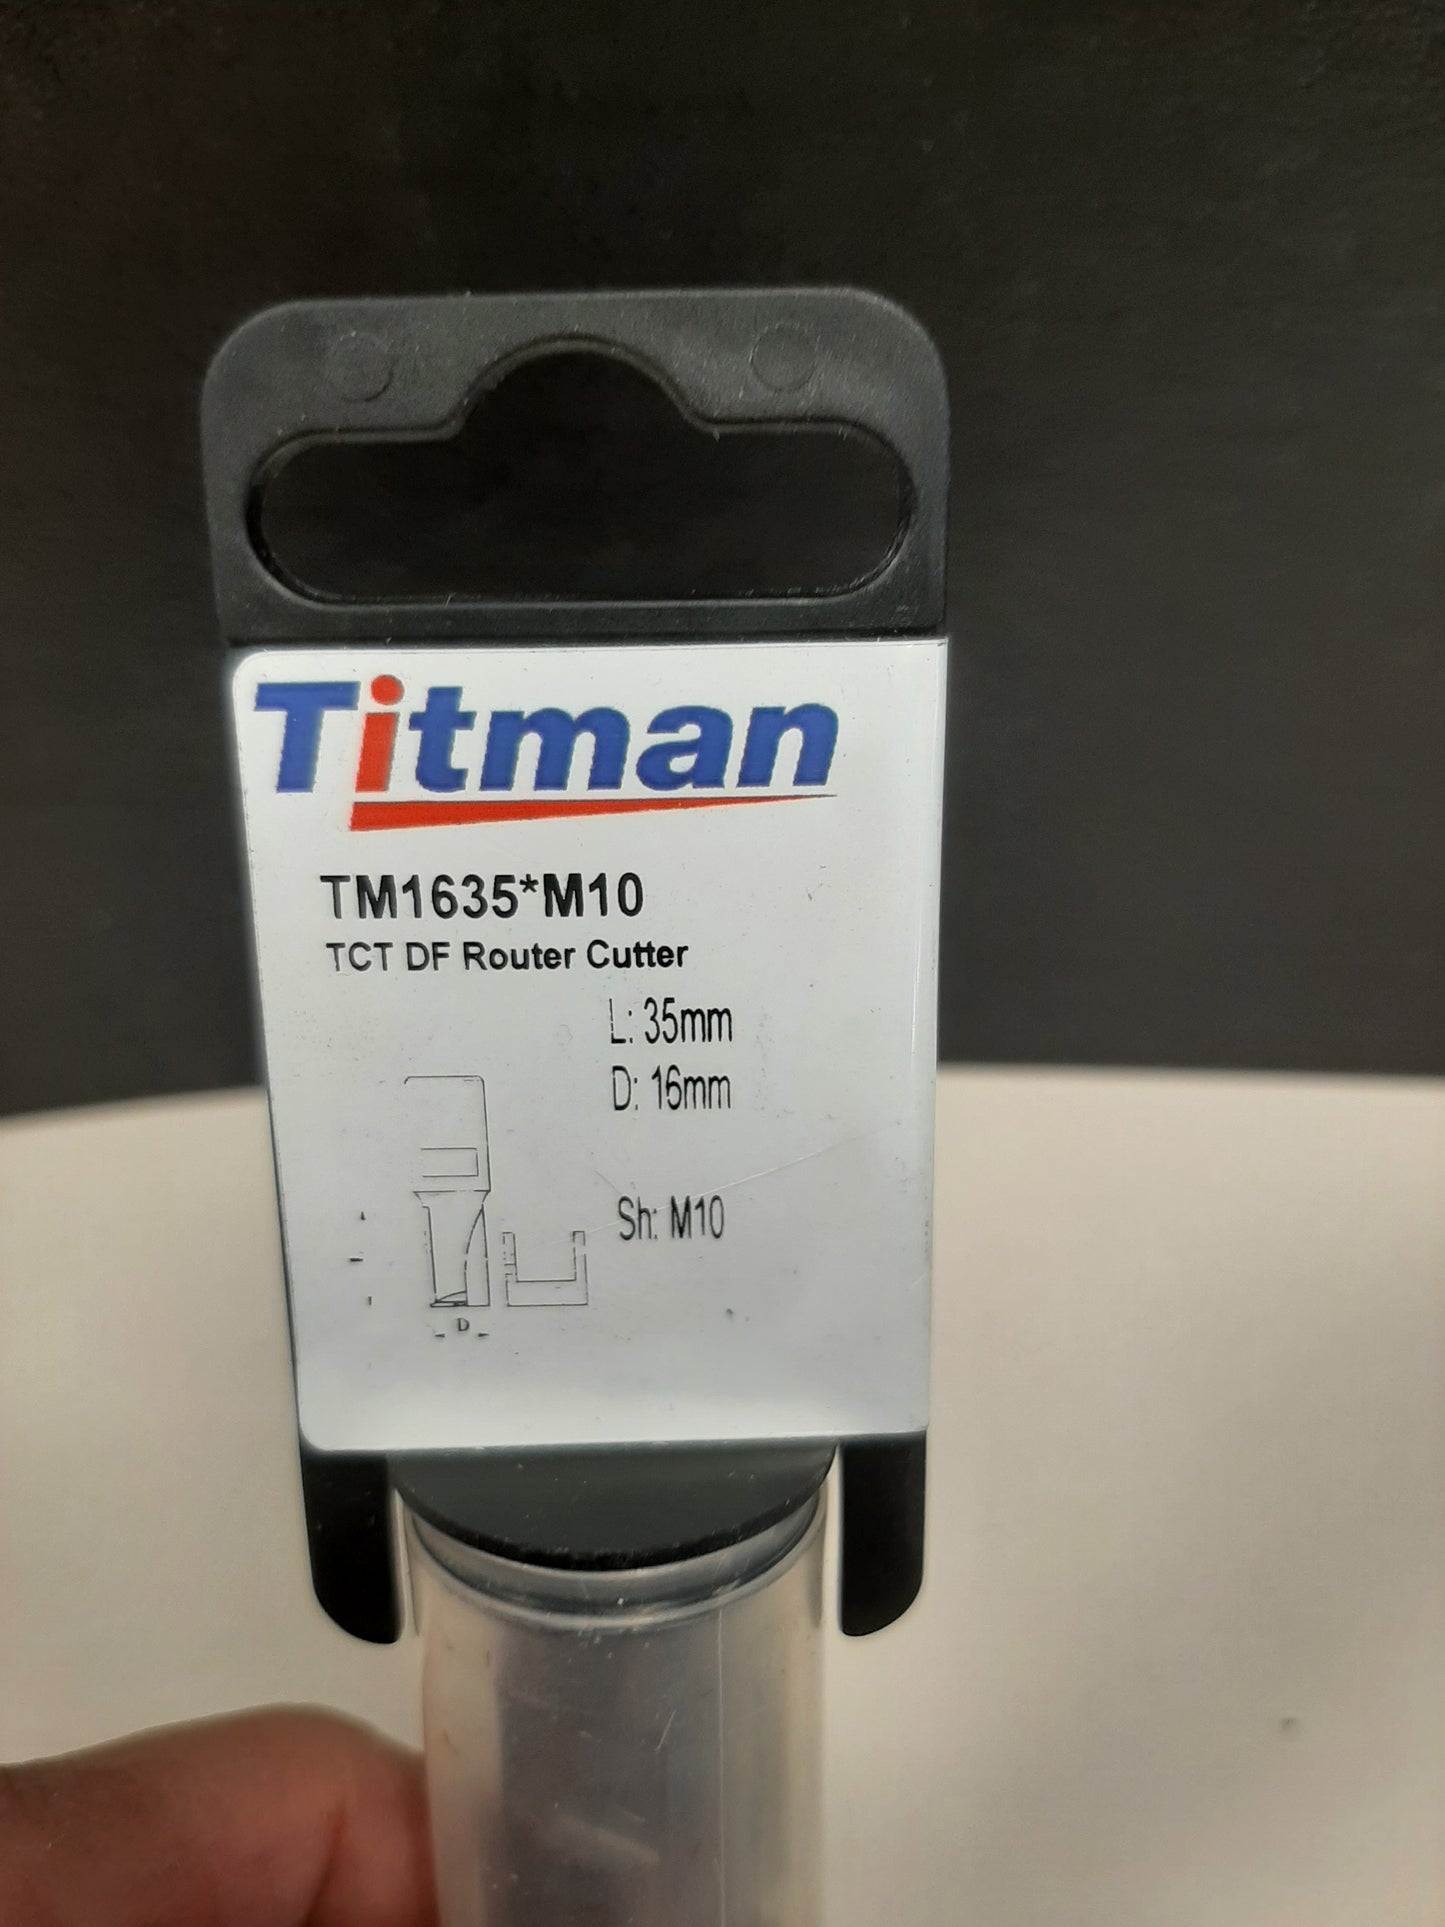 Titman
TM1635*M10
TCT DF Router Cutter
L: 35mm
D: 16mm
Sh: M10
D